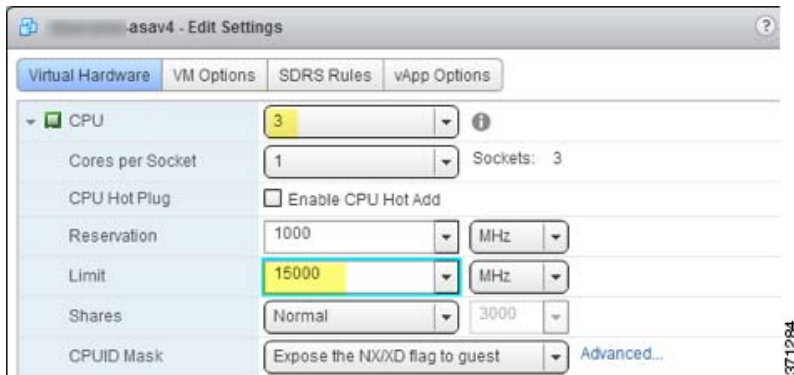 asav4 - Edit Settings ?
Virtual Hardware VM Options SDRS Rules vApp Options
CPU 3
Cores per Socket 1 Sockets: 3
CPU Hot Plug Enable CPU Hot Add
Reservation 1000 MHz
Limit 15000 MHz
Shares Normal 3000
CPUID Mask Expose the NX/XD flag to guest Advanced...
371284